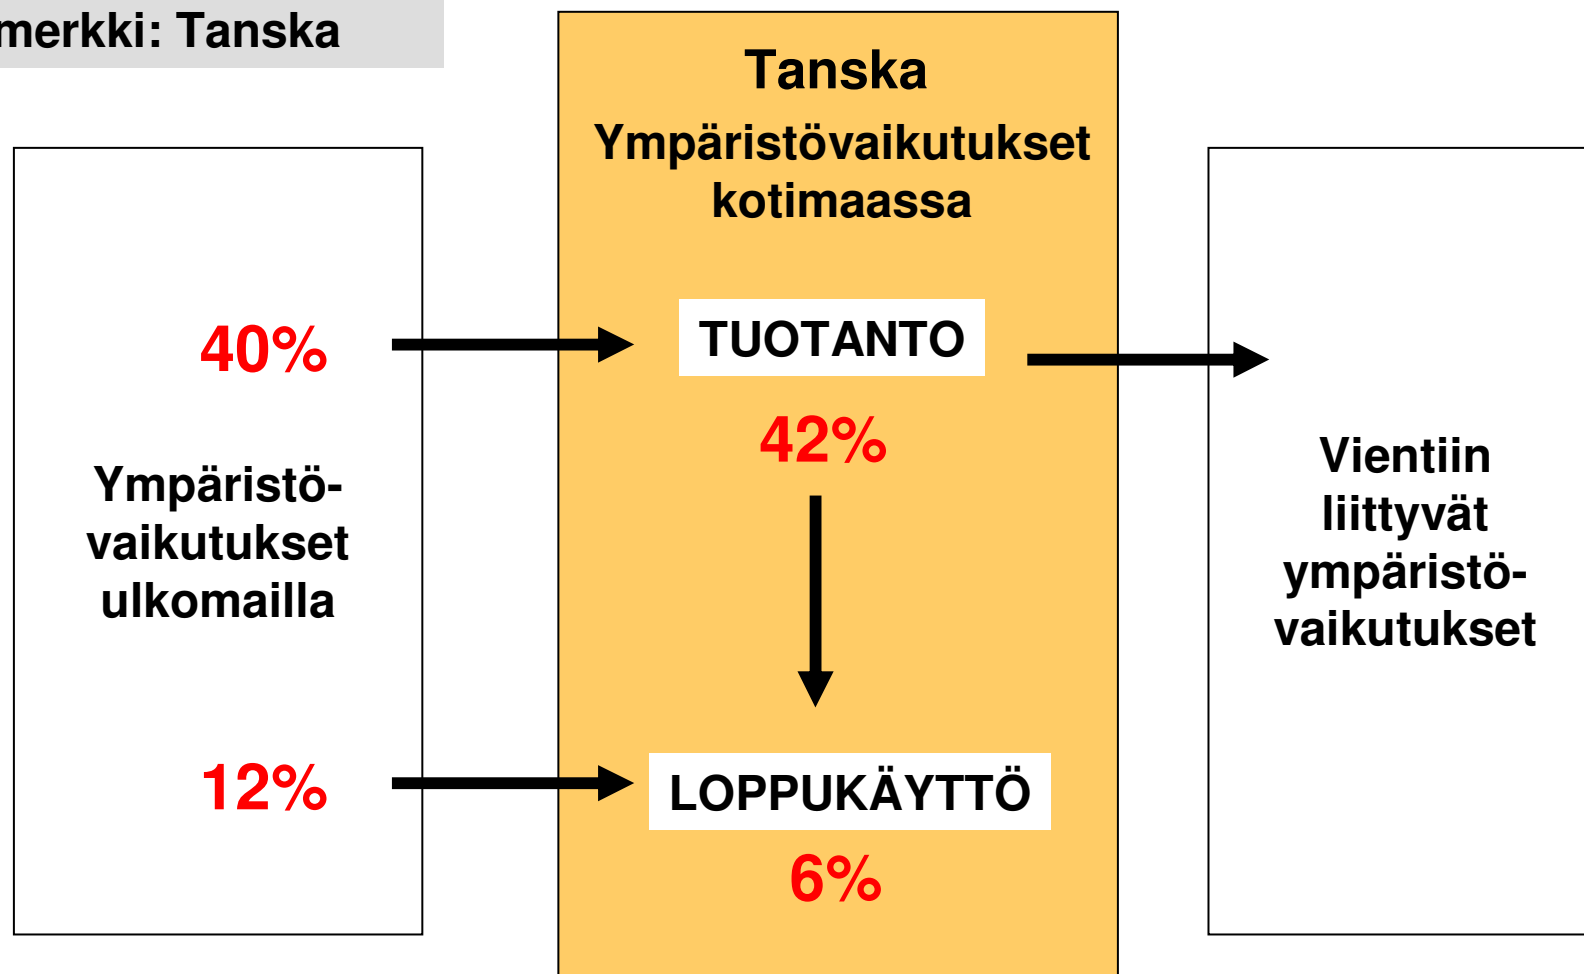 merkki: Tanska
Tanska
Ympäristövaikutukset
kotimaassa
40%
Ympäristö-
vaikutukset
ulkomailla
12%
TUOTANTO
42%
LOPPUKÄYTTÖ
6%
Vientiin
liittyvät
ympäristö-
vaikutukset